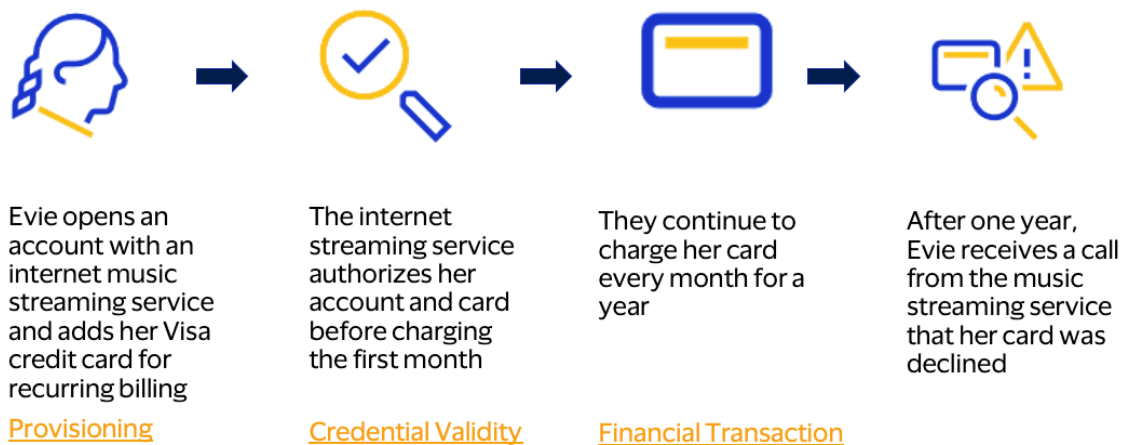 Evie opens an
account with an
internet music
streaming service
and adds her Visa
credit card for
recurring billing
Provisioning
The internet
streaming service
authorizes her
account and card
before charging
the first month
Credential Validity
They continue to
charge her card
every month for a
year
Financial Transaction
After one year,
Evie receives a call
from the music
streaming service
that her card was
declined